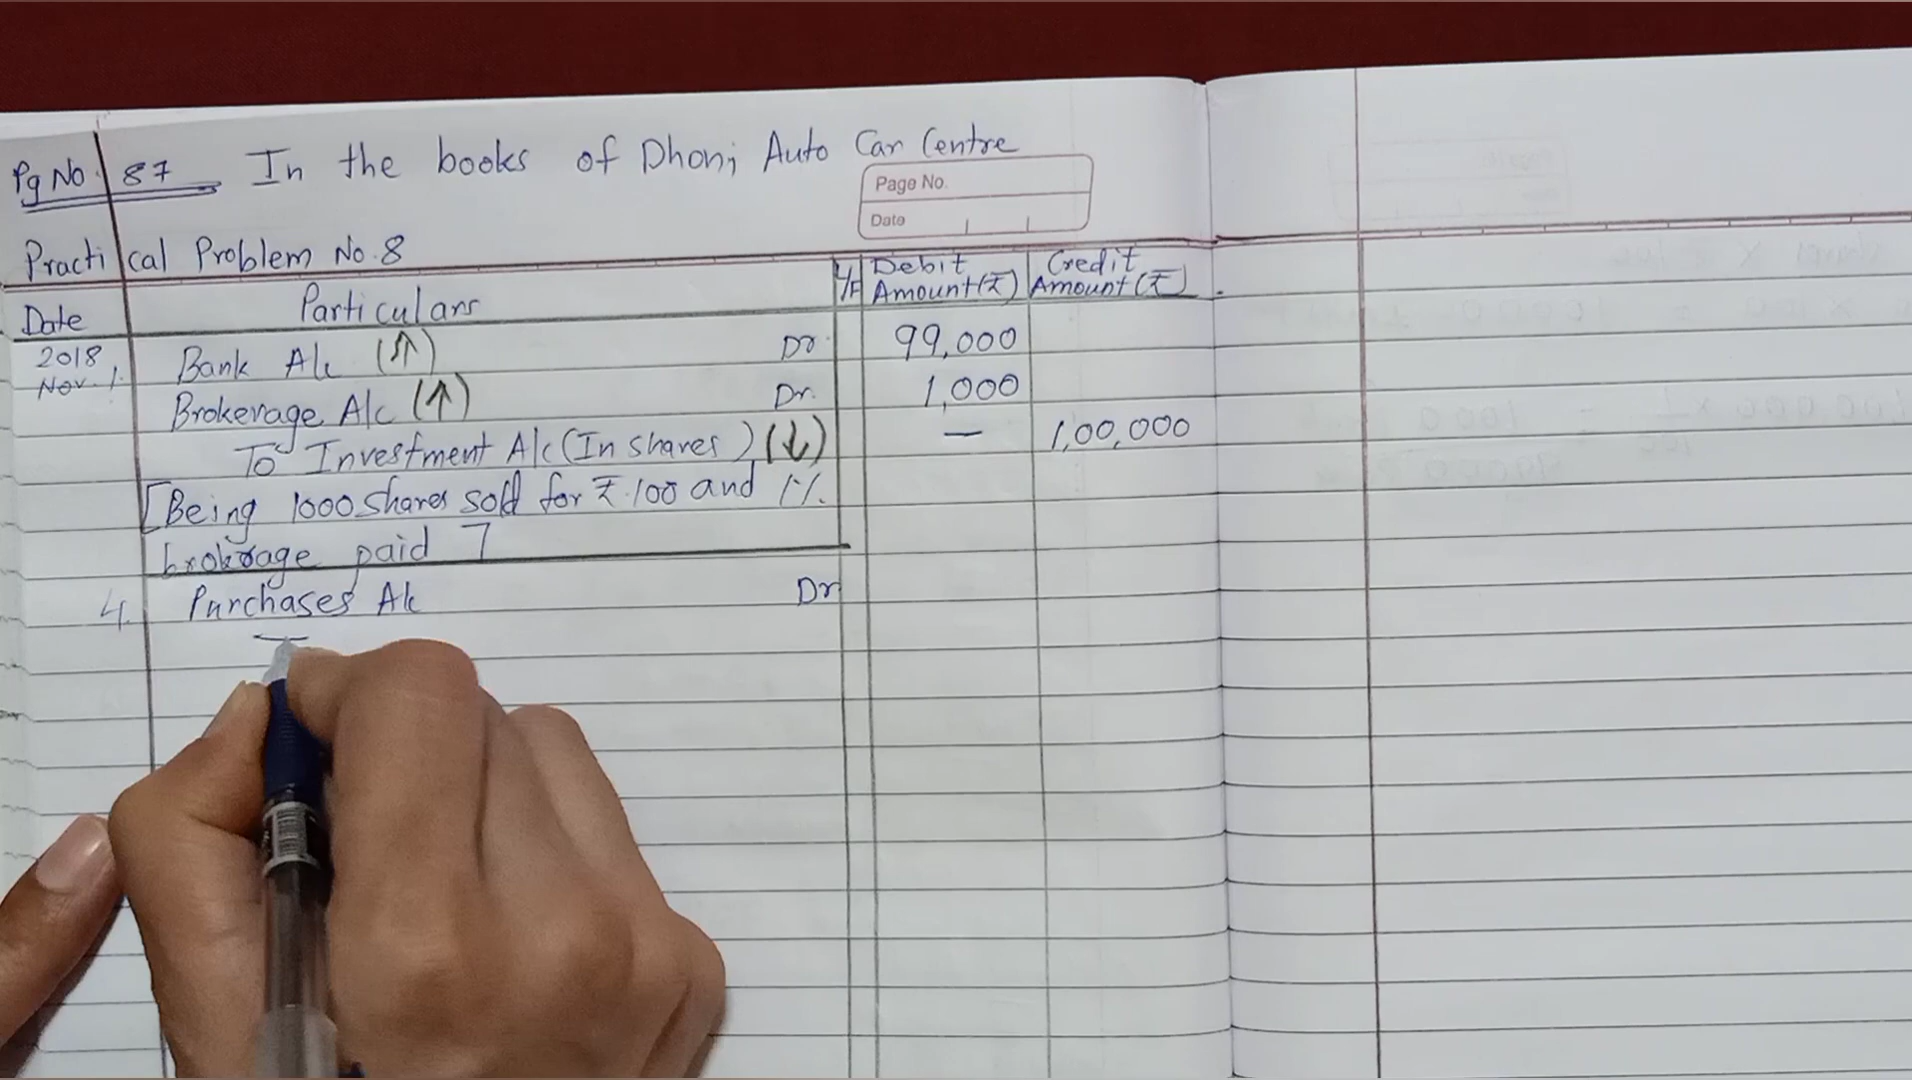 Pg No. 87 In the books of Dhoni Auto Car Centre
Page No.
Date
Practical Problem No. 8
Date Particulars L/F Debit Amount (₹) Credit Amount (₹)
2018 Nov. 1. Bank A/c (↑) Dr. 99,000
Brokerage A/c (↑) Dr. 1,000
To Investment A/c (In shares) (↓) — 1,00,000
[Being 1000 shares sold for ₹.100 and 1%.
brokrage paid ]
4. Purchases A/c Dr